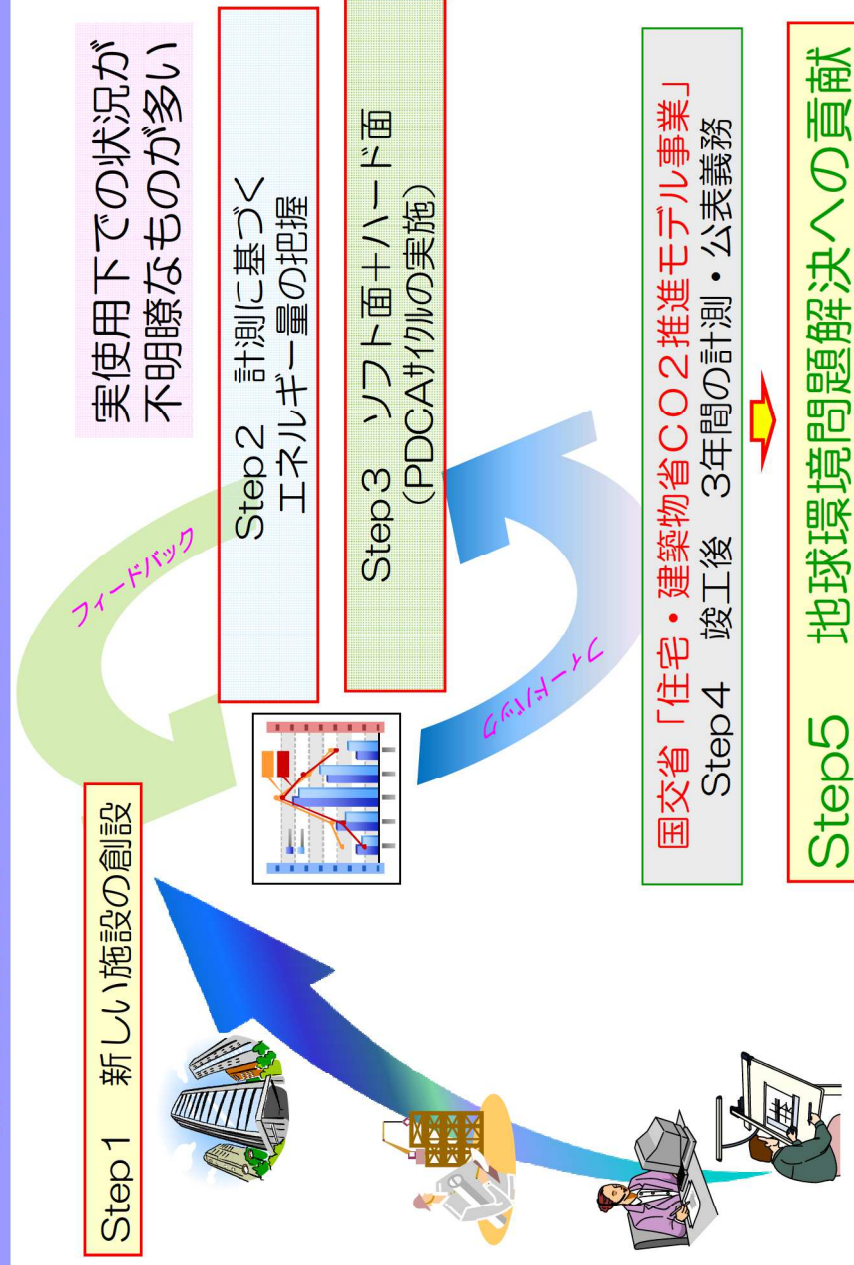 Step1　新しい施設の創設
フィードバック
実使用下での状況が
不明瞭なものが多い
Step2　計測に基づく
エネルギー量の把握
Step3　ソフト面＋ハード面
（PDCAサイクルの実施）
フィードバック
国交省「住宅・建築物省CO2推進モデル事業」
Step4　竣工後　3年間の計測・公表義務
Step5　地球環境問題解決への貢献